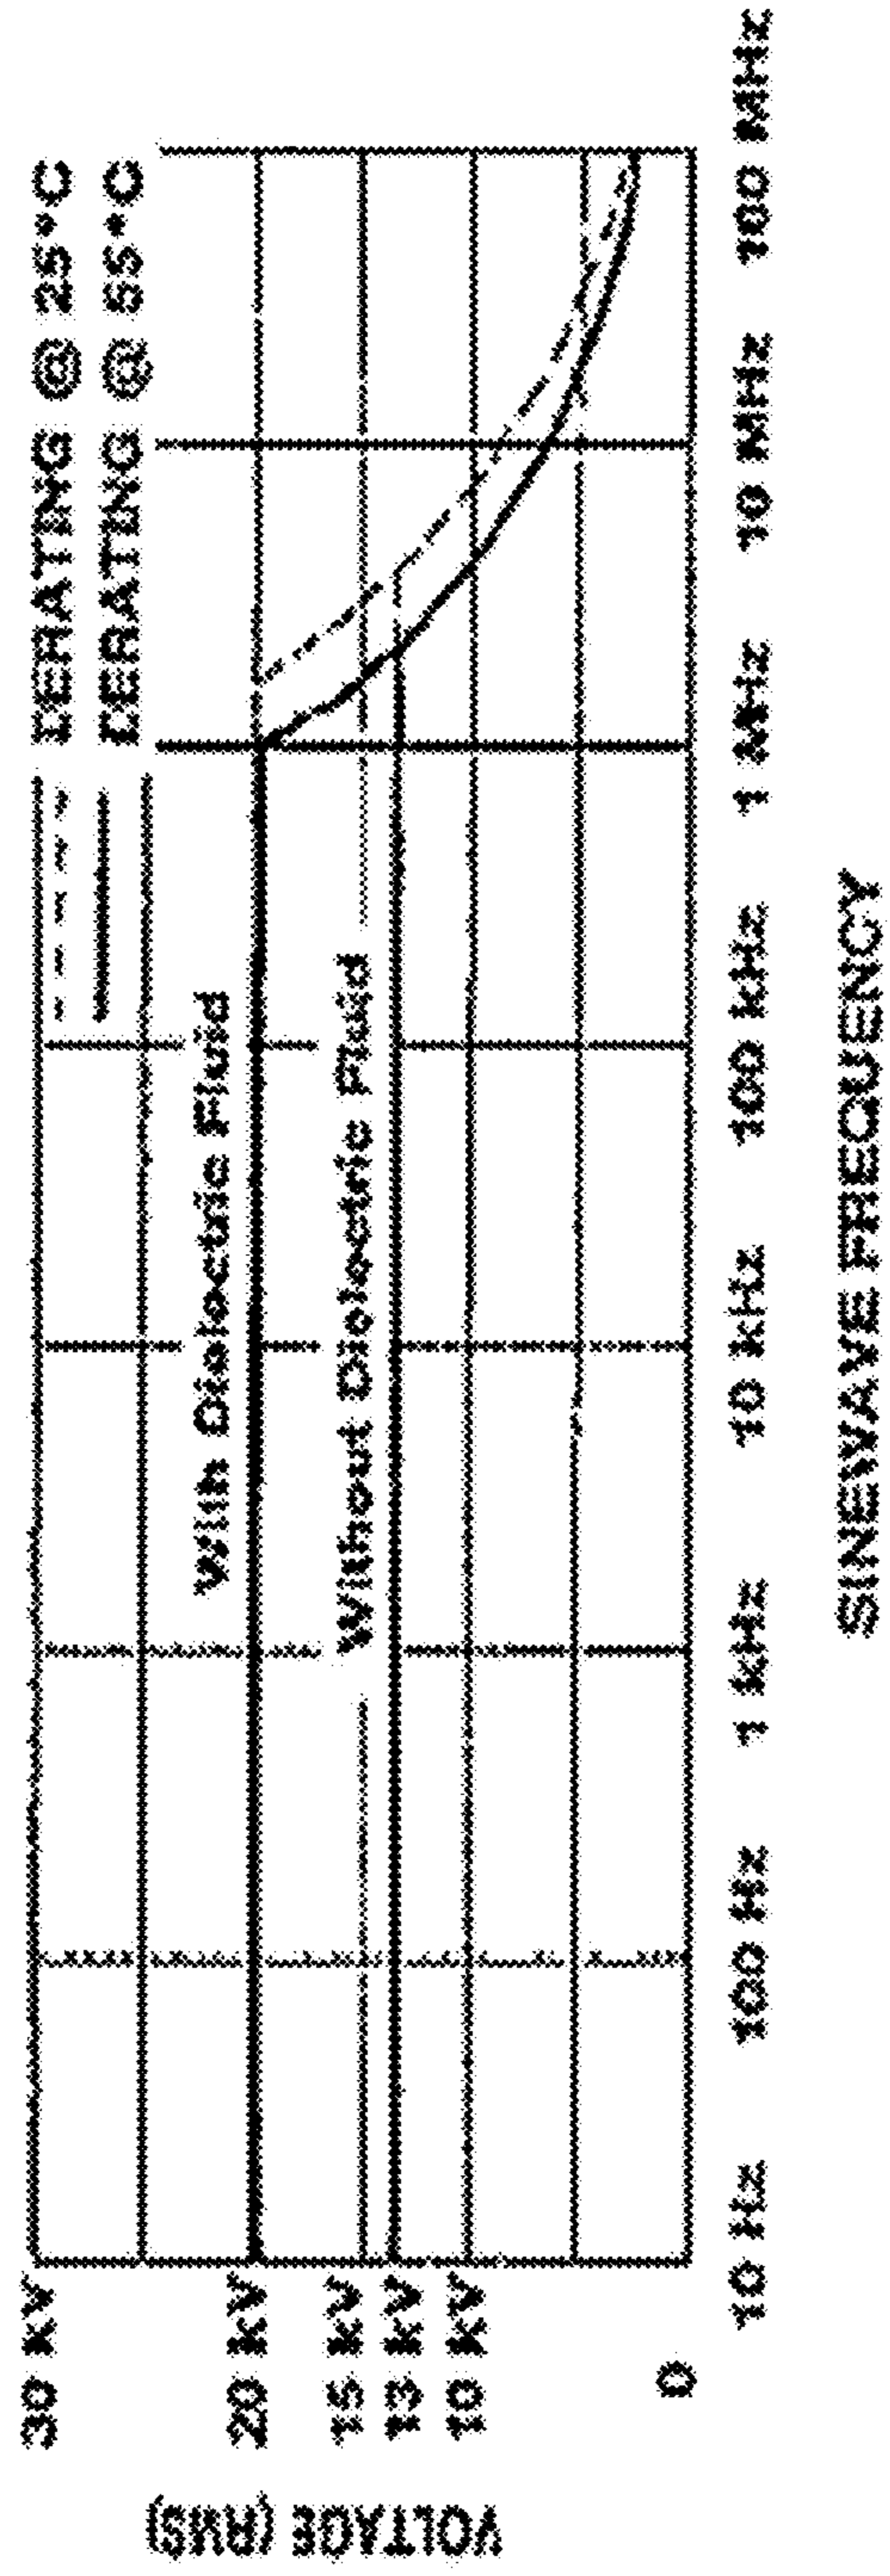 DERATING @ 25°C
DERATING @ 55°C
30 kV
20 kV
15 kV
13 kV
10 kV
0
With Dielectric Fluid
Without Dielectric Fluid
VOLTAGE (RMS)
10 Hz 100 Hz 1 kHz 10 kHz 100 kHz 1 MHz 10 MHz 100 MHz
SINEWAVE FREQUENCY